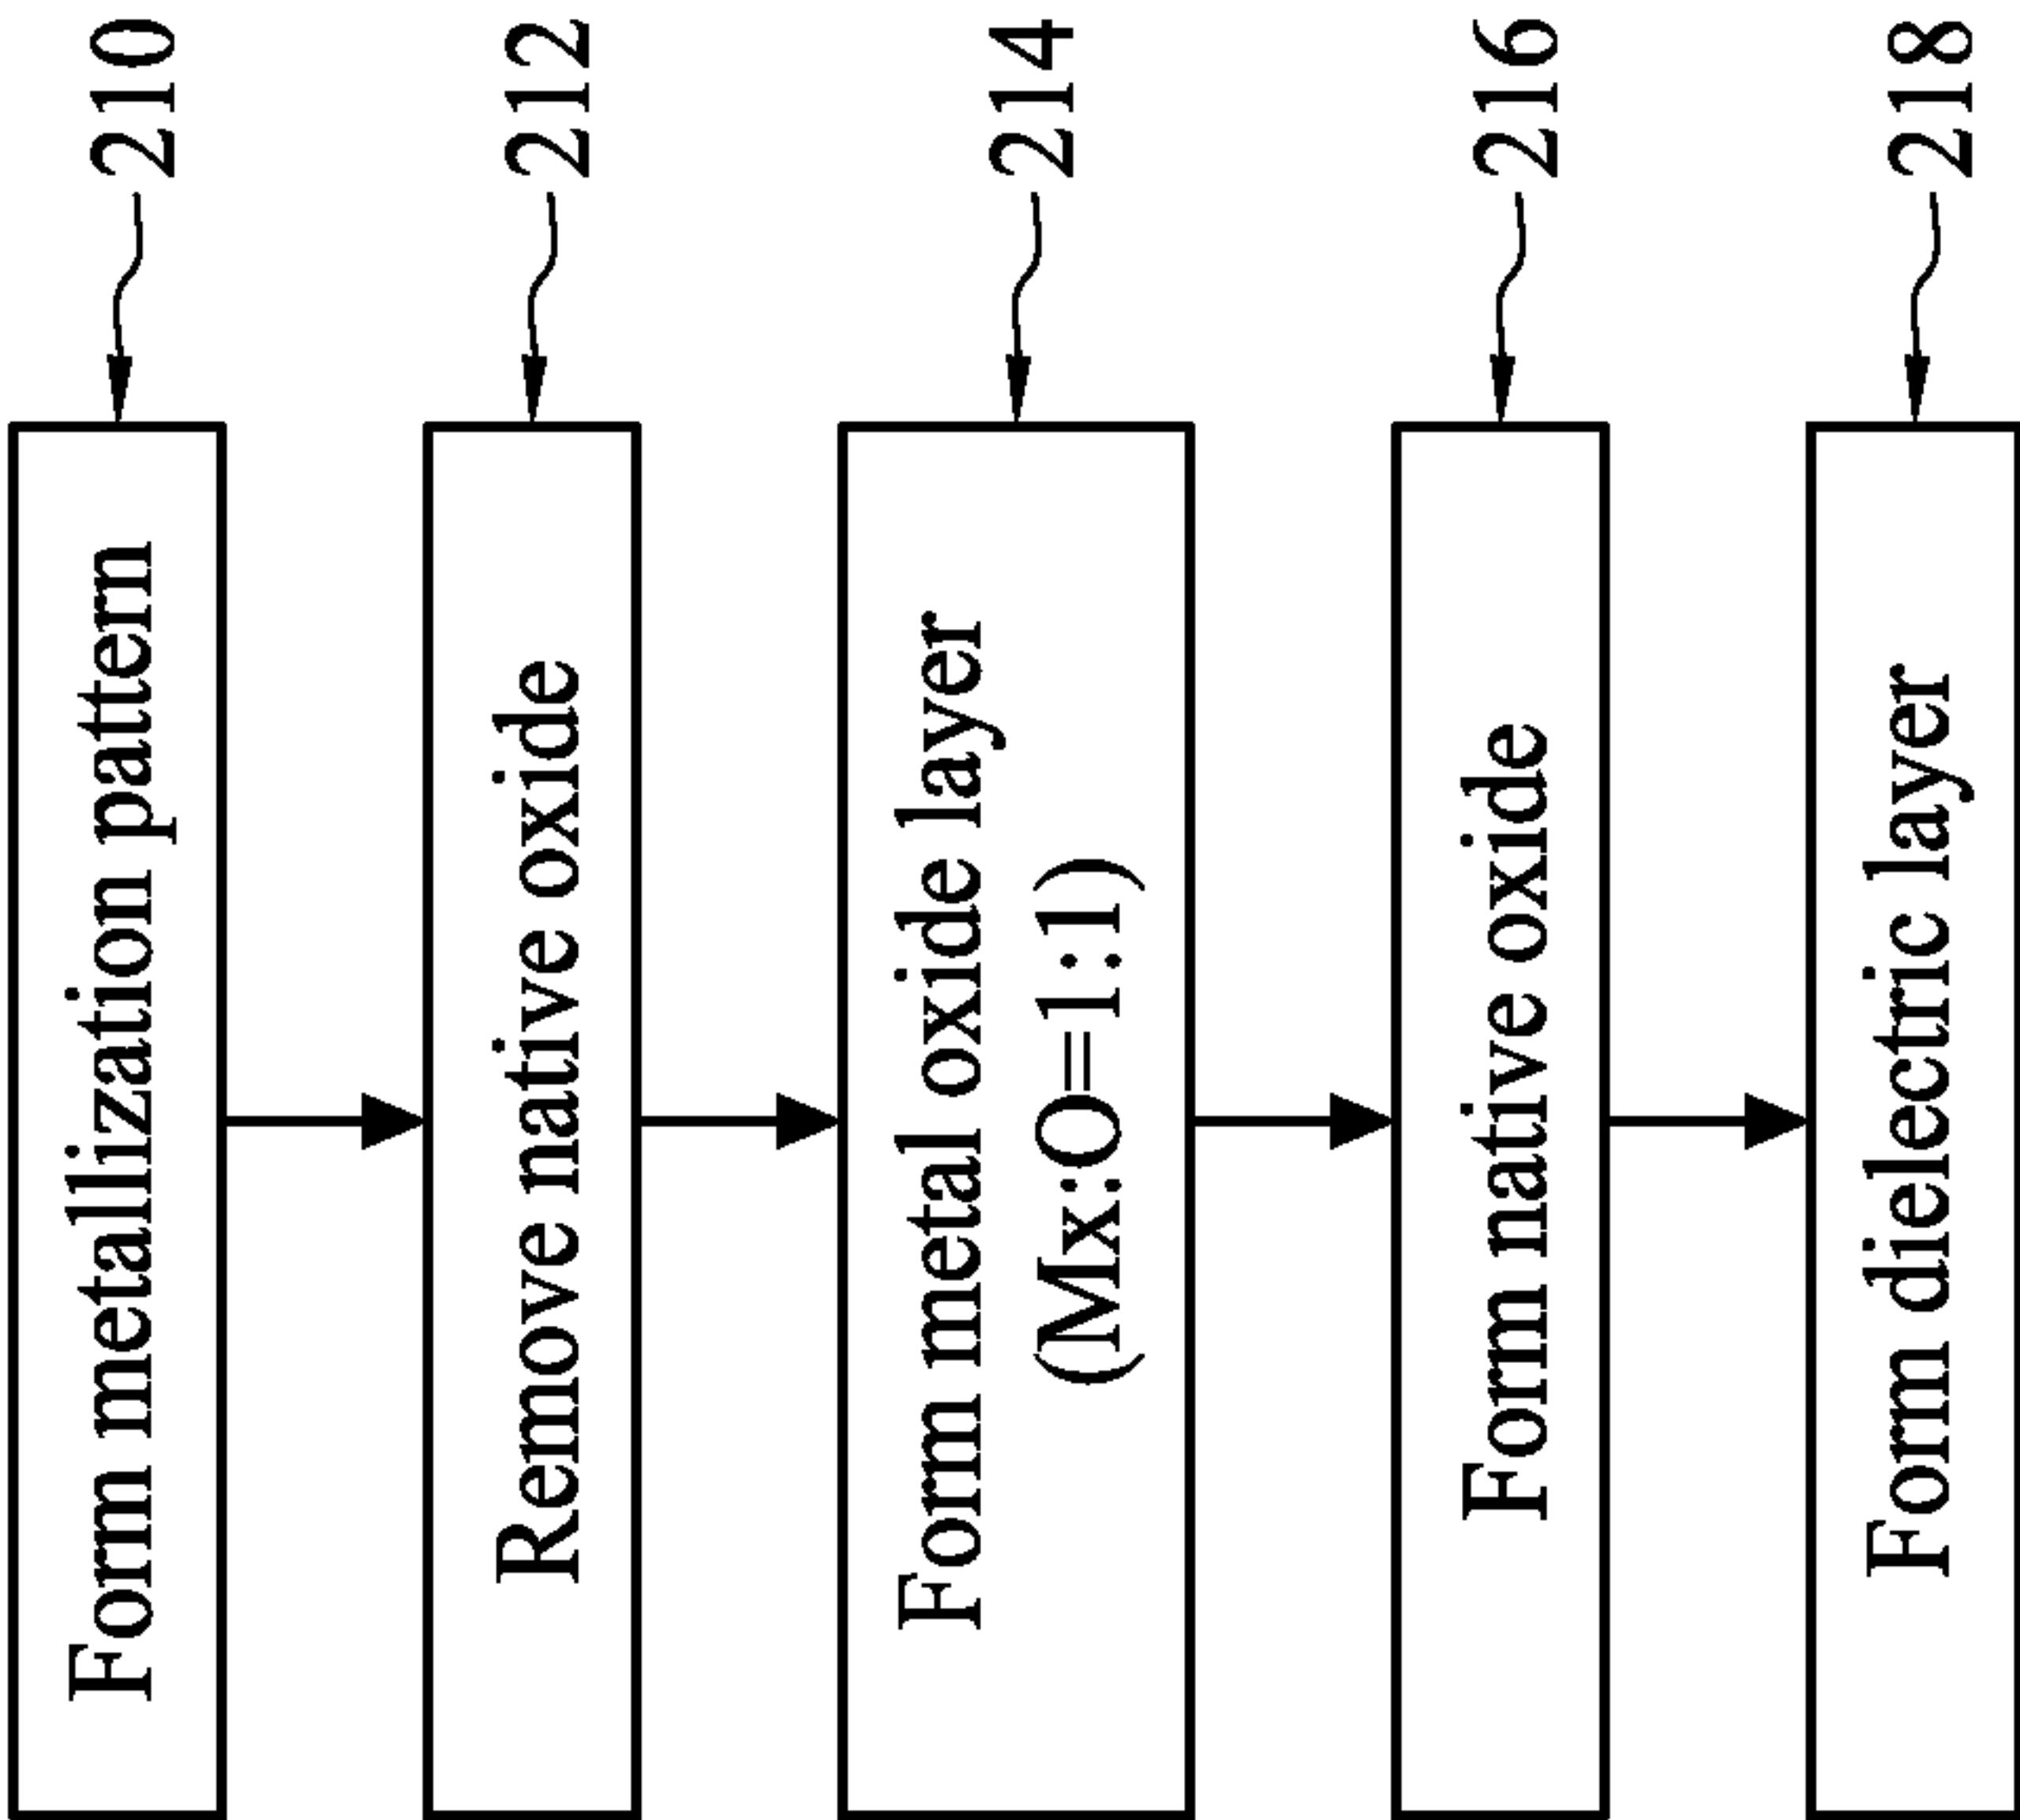 Form metallization pattern
210
Remove native oxide
212
Form metal oxide layer
(Mx:O=1:1)
214
Form native oxide
216
Form dielectric layer
218